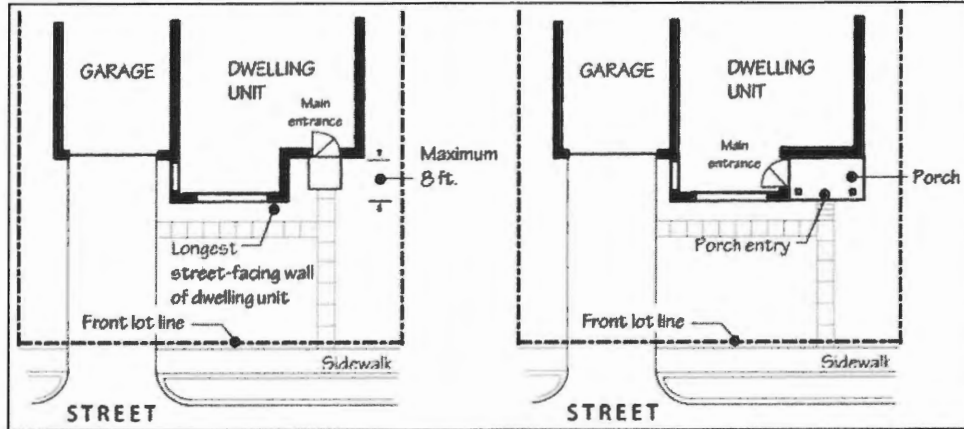 GARAGE
DWELLING
UNIT
Main
entrance
Maximum
8 ft.
Longest
street-facing wall
of dwelling unit
Front lot line
Sidewalk
STREET
GARAGE
DWELLING
UNIT
Main
entrance
Porch
Porch entry
Front lot line
Sidewalk
STREET